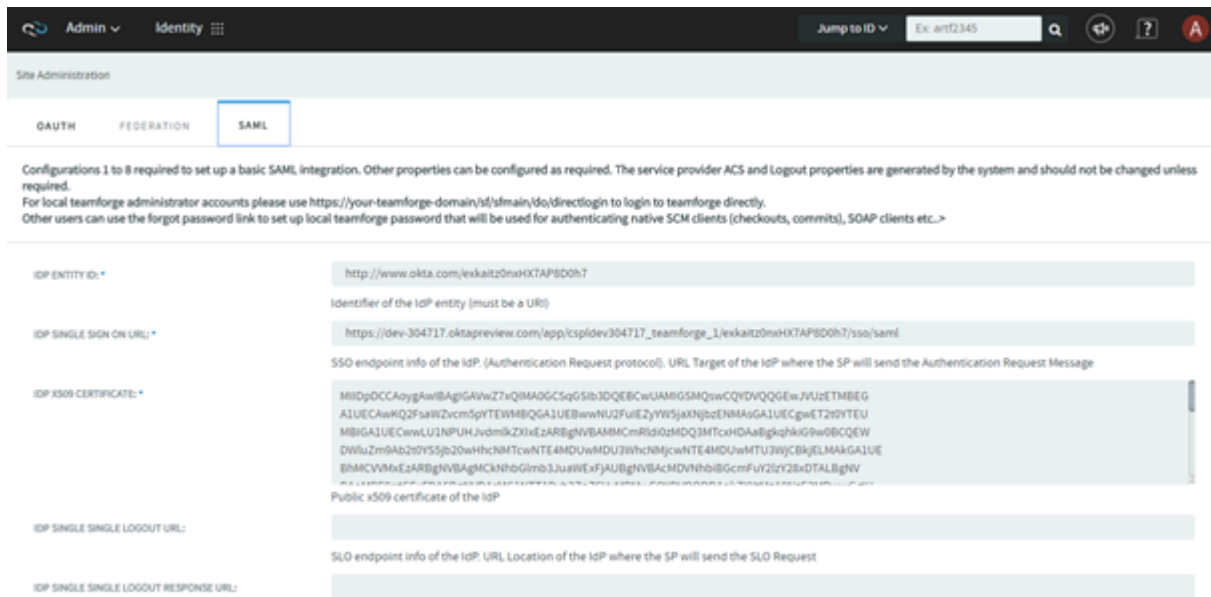 Admin Identity Jump to ID Ex: artf2345 ? A
Site Administration
OAUTH FEDERATION SAML
Configurations 1 to 8 required to set up a basic SAML integration. Other properties can be configured as required. The service provider ACS and Logout properties are generated by the system and should not be changed unless
required.
For local teamforge administrator accounts please use https://your-teamforge-domain/sf/sfmain/do/directlogin to login to teamforge directly.
Other users can use the forgot password link to set up local teamforge password that will be used for authenticating native SCM clients (checkouts, commits), SOAP clients etc..>
IDP ENTITY ID: * http://www.okta.com/exkaitz0nxHX7AP8D0h7
Identifier of the IdP entity (must be a URI)
IDP SINGLE SIGN ON URL: * https://dev-304717.oktapreview.com/app/cspldev304717_teamforge_1/exkaitz0nxHX7AP8D0h7/sso/saml
SSO endpoint info of the IdP. (Authentication Request protocol). URL Target of the IdP where the SP will send the Authentication Request Message
IDP X509 CERTIFICATE: *
Public x509 certificate of the IdP
IDP SINGLE SINGLE LOGOUT URL:
SLO endpoint info of the IdP. URL Location of the IdP where the SP will send the SLO Request
IDP SINGLE SINGLE LOGOUT RESPONSE URL: